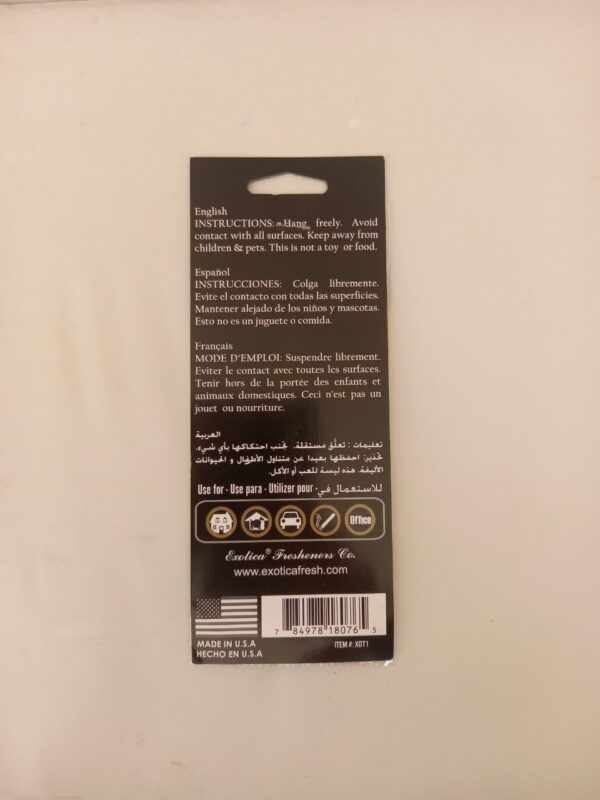 English
INSTRUCTIONS: Hang freely. Avoid
contact with all surfaces. Keep away from
children & pets. This is not a toy or food.
Español
INSTRUCCIONES: Colga libremente.
Evite el contacto con todas las superficies.
Mantener alejado de los niños y mascotas.
Esto no es un juguete o comida.
Français
MODE D'EMPLOI: Suspendre librement.
Eviter le contact avec toutes les surfaces.
Tenir hors de la portée des enfants et
animaux domestiques. Ceci n'est pas un
jouet ou nourriture.
العربية
تعليمات : تعلّق مستقلة. تجنب احتكاكها بأي شيء.
تحذير: احفظها بعيدا عن متناول الأطفال و الحيوانات
الأليفة. هذه ليسة للعب أو الأكل.
Use for - Use para - Utilizer pour - للاستعمال في
Office
Exotica® Fresheners Co.
www.exoticafresh.com
7 84978 18076 5
MADE IN U.S.A
HECHO EN U.S.A
ITEM #: XOT1